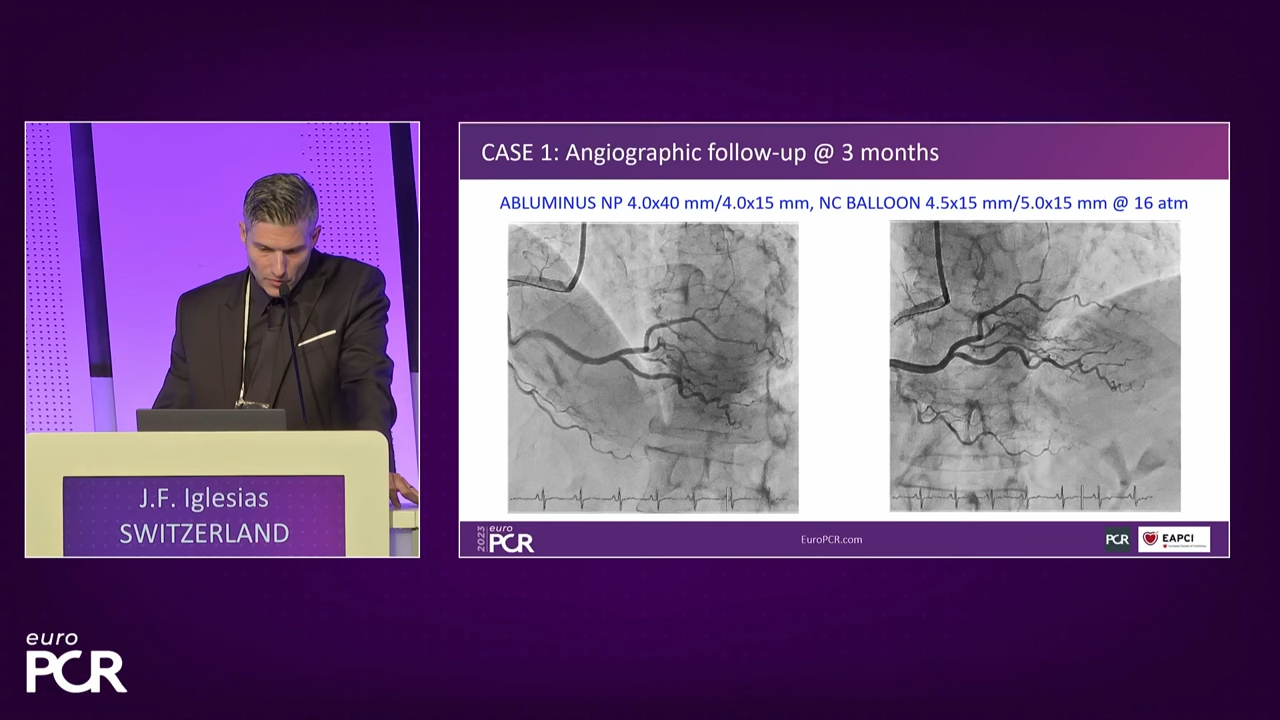 CASE 1: Angiographic follow-up @ 3 months
ABLUMINUS NP 4.0x40 mm/4.0x15 mm, NC BALLOON 4.5x15 mm/5.0x15 mm @ 16 atm
J.F. Iglesias
SWITZERLAND
2023 euro PCR
EuroPCR.com
PCR
EAPCI
euro
PCR